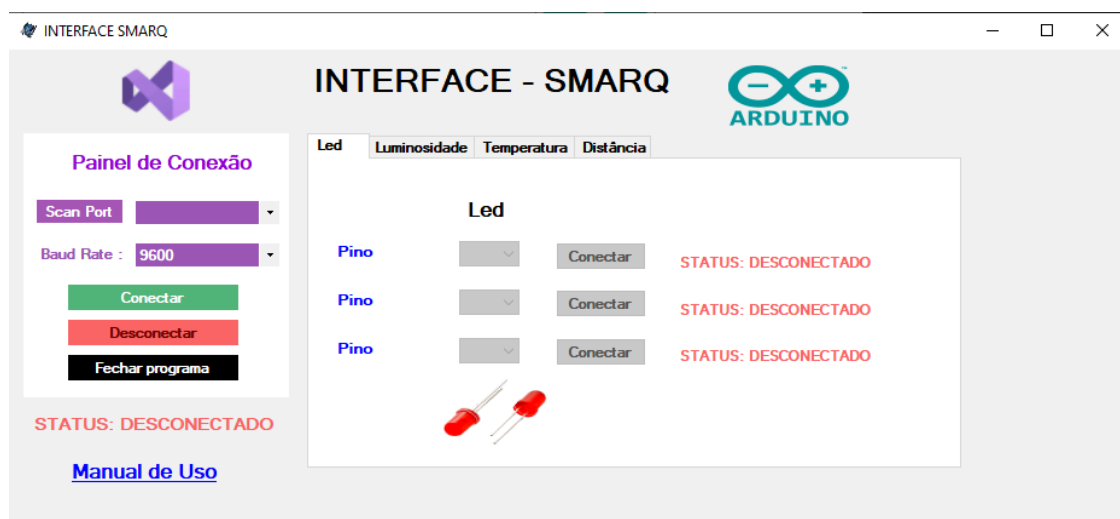 INTERFACE SMARQ
INTERFACE - SMARQ
ARDUINO
Painel de Conexão
Scan Port
Baud Rate : 9600
Conectar
Desconectar
Fechar programa
STATUS: DESCONECTADO
Manual de Uso
Led Luminosidade Temperatura Distância
Led
Pino Conectar STATUS: DESCONECTADO
Pino Conectar STATUS: DESCONECTADO
Pino Conectar STATUS: DESCONECTADO